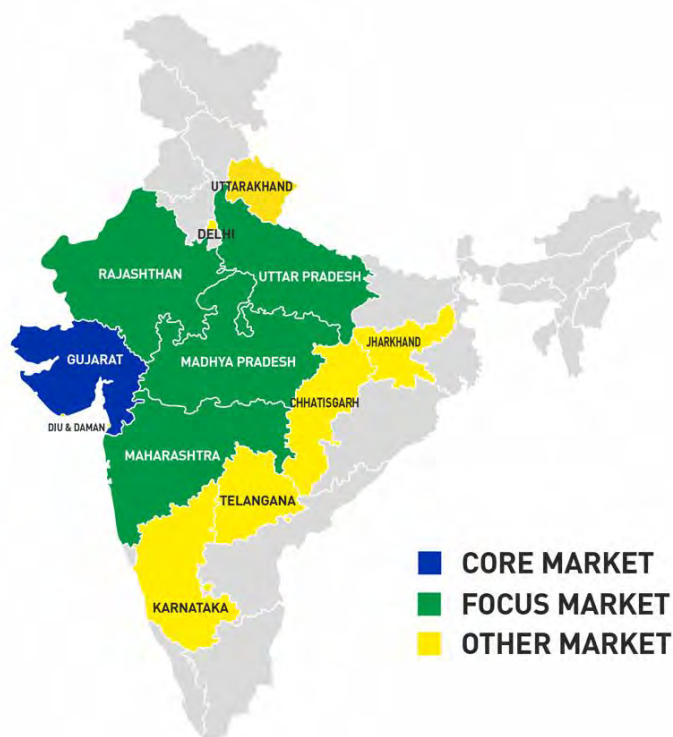 UTTARAKHAND
DELHI
RAJASHTHAN
UTTAR PRADESH
JHARKHAND
GUJARAT
MADHYA PRADESH
CHHATISGARH
DIU & DAMAN
MAHARASHTRA
TELANGANA
KARNATAKA
CORE MARKET
FOCUS MARKET
OTHER MARKET